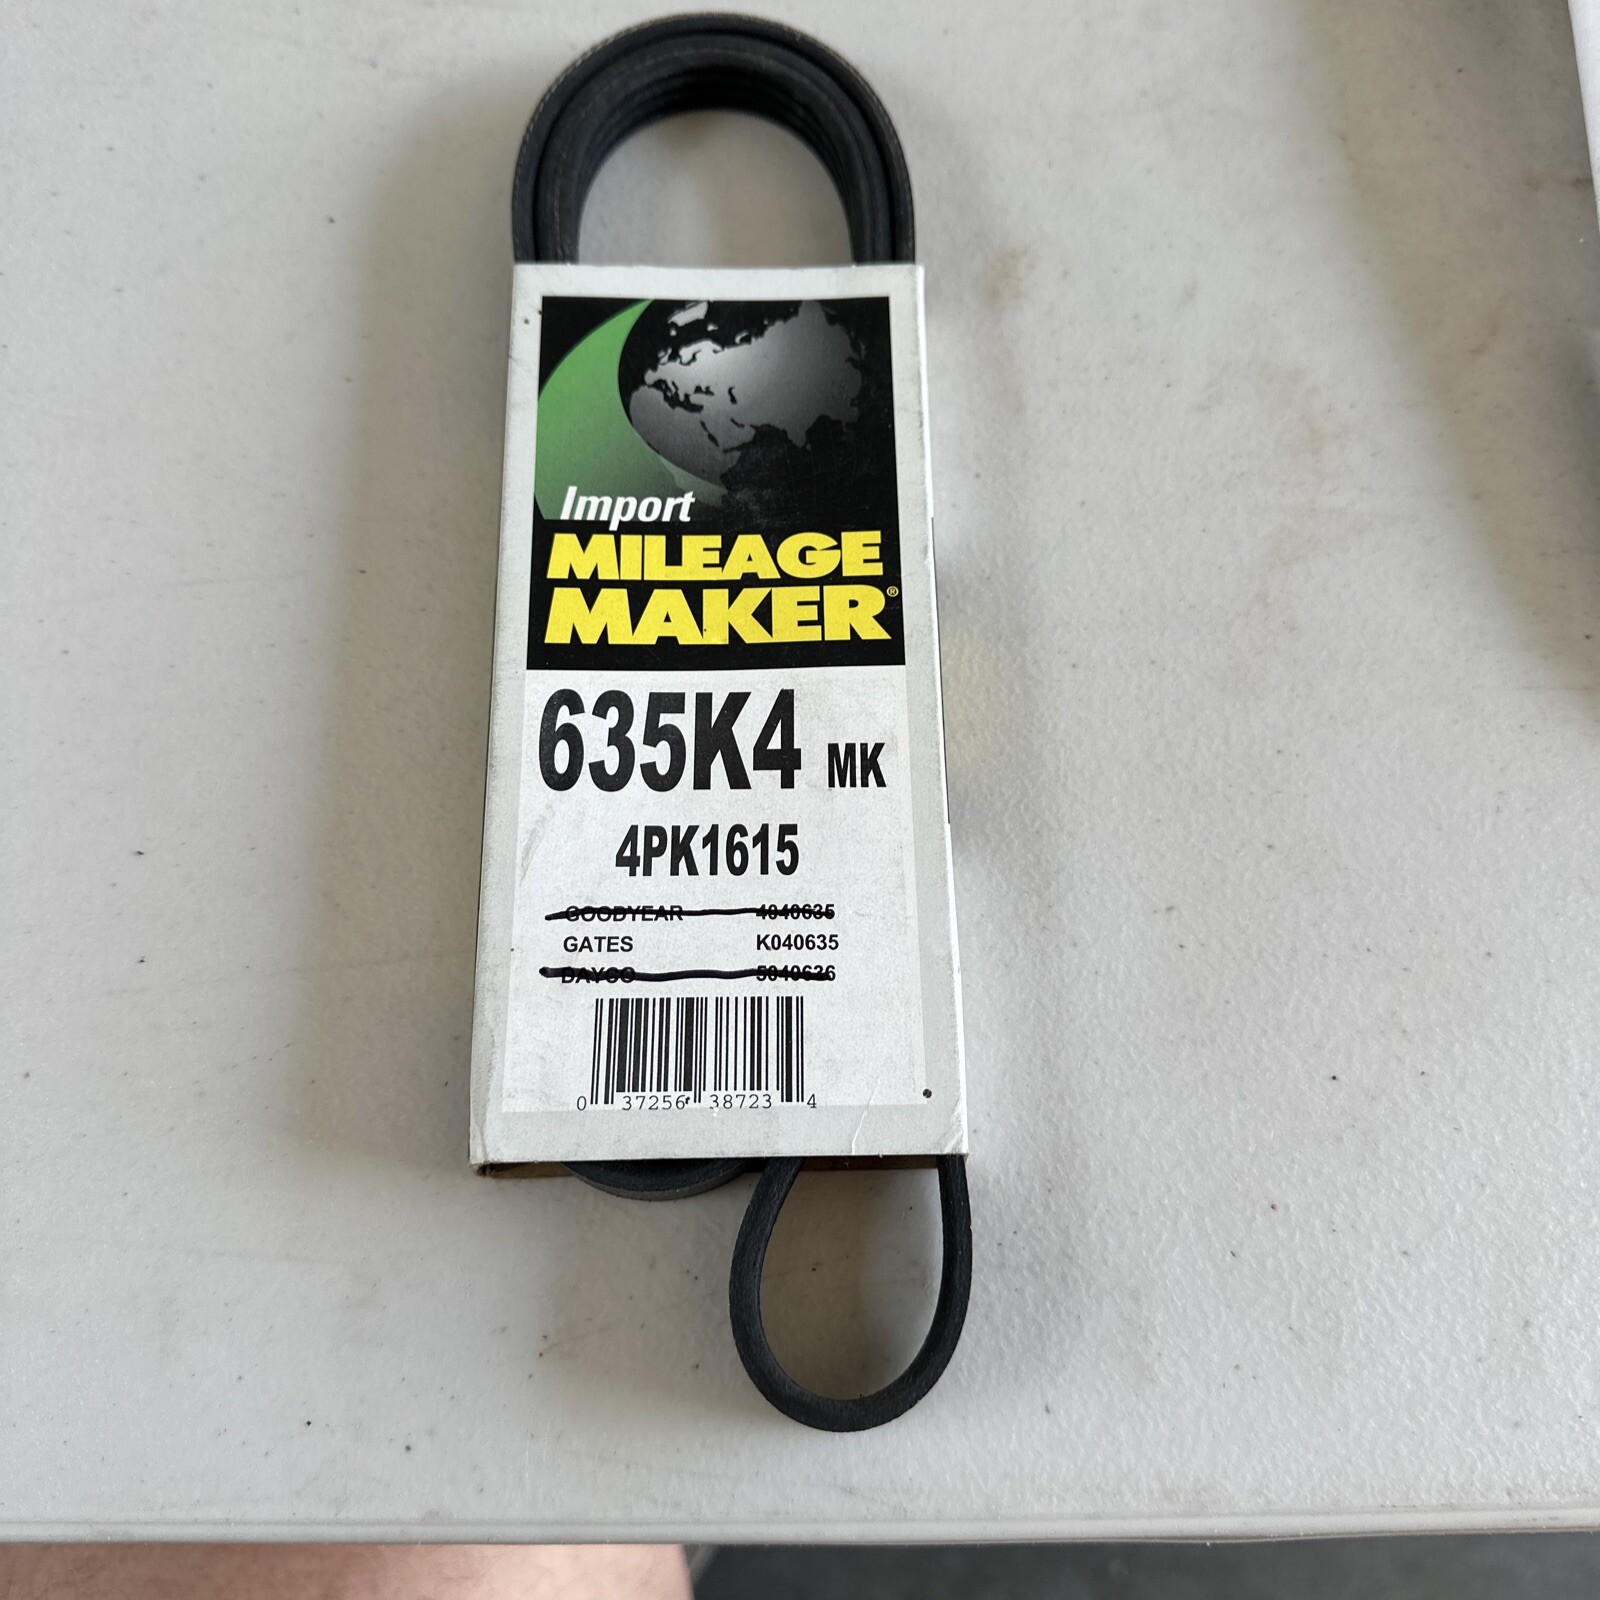 Import
MILEAGE
MAKER®
635K4 MK
4PK1615
GOODYEAR 4040635
GATES K040635
DAYCO 5040636
0 37256 38723 4